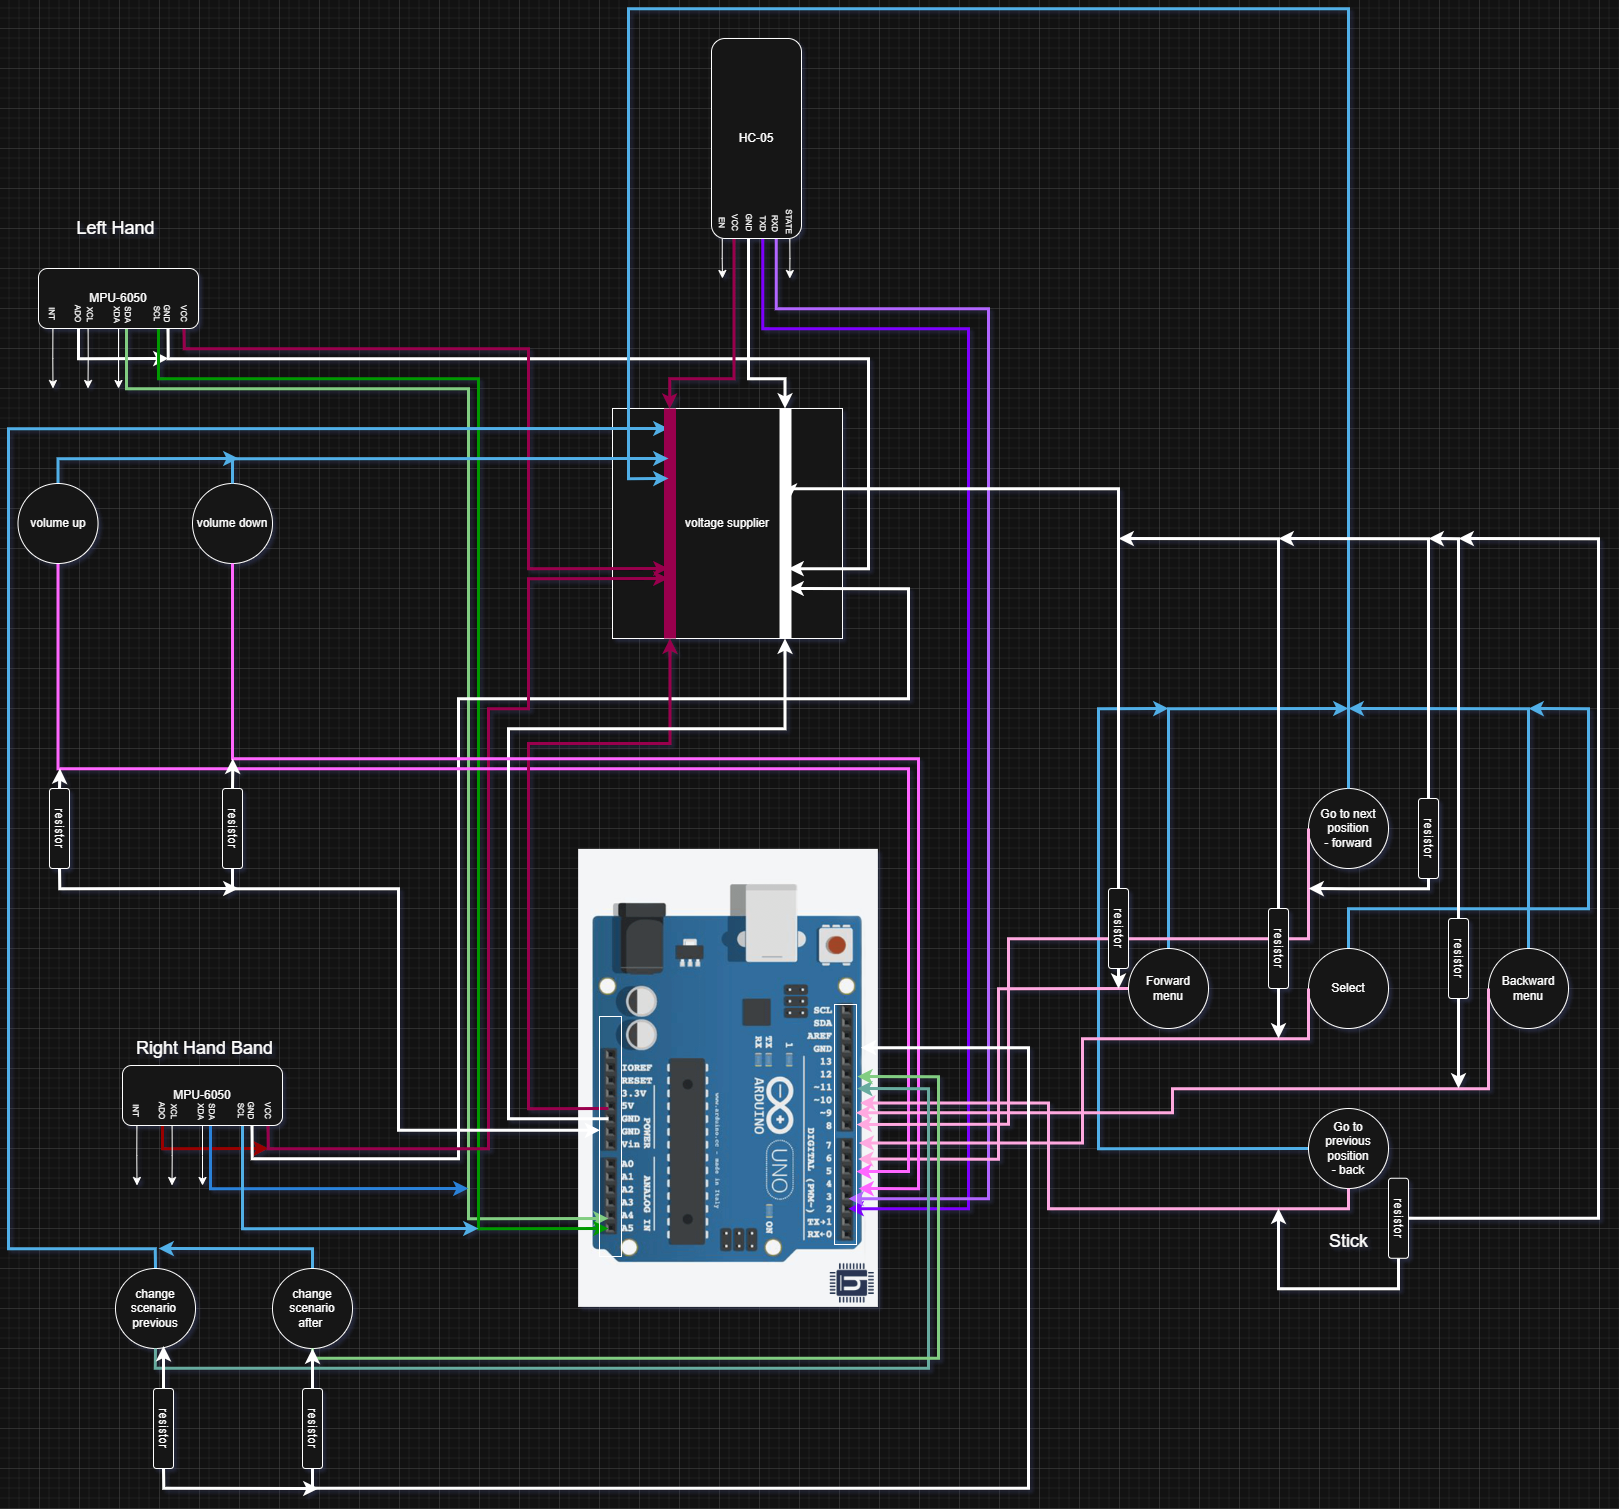 HC-05
EN
VCC
GND
TXD
RXD
STATE
Left Hand
MPU-6050
INT
ADO
XCL
XDA
SDA
SCL
GND
VCC
volume up
volume down
voltage supplier
resistor
resistor
Go to next
position
- forward
resistor
resistor
resistor
resistor
Forward
menu
Select
Backward
menu
Right Hand Band
MPU-6050
INT
ADO
XCL
XDA
SDA
SCL
GND
VCC
IOREF
RESET
3.3V
5V
GND
GND
Vin
POWER
A0
A1
A2
A3
A4
A5
ANALOG IN
www.arduino.cc - made in Italy
RX
TX
1
ARDUINO
UNO
ON
DIGITAL (PWM~)
SCL
SDA
AREF
GND
13
12
~11
~10
~9
8
7
6
5
4
3
2
TX→1
RX←0
h
Go to
previous
position
- back
resistor
Stick
change
scenario
previous
change
scenario
after
resistor
resistor